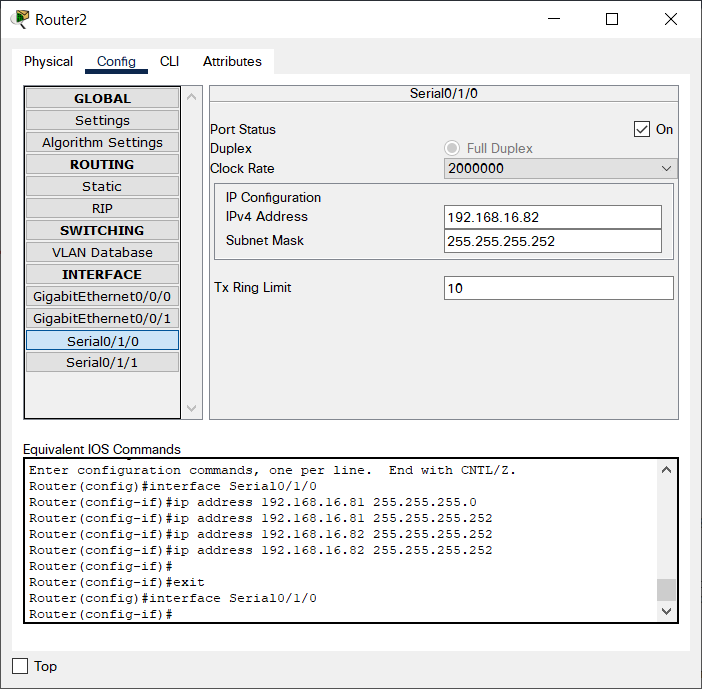 Router2
Physical Config CLI Attributes
GLOBAL
Settings
Algorithm Settings
ROUTING
Static
RIP
SWITCHING
VLAN Database
INTERFACE
GigabitEthernet0/0/0
GigabitEthernet0/0/1
Serial0/1/0
Serial0/1/1
Serial0/1/0
Port Status On
Duplex Full Duplex
Clock Rate 2000000
IP Configuration
IPv4 Address 192.168.16.82
Subnet Mask 255.255.255.252
Tx Ring Limit 10
Equivalent IOS Commands
Enter configuration commands, one per line. End with CNTL/Z.
Router(config)#interface Serial0/1/0
Router(config-if)#ip address 192.168.16.81 255.255.255.0
Router(config-if)#ip address 192.168.16.81 255.255.255.252
Router(config-if)#ip address 192.168.16.82 255.255.255.252
Router(config-if)#ip address 192.168.16.82 255.255.255.252
Router(config-if)#
Router(config-if)#exit
Router(config)#interface Serial0/1/0
Router(config-if)#
Top